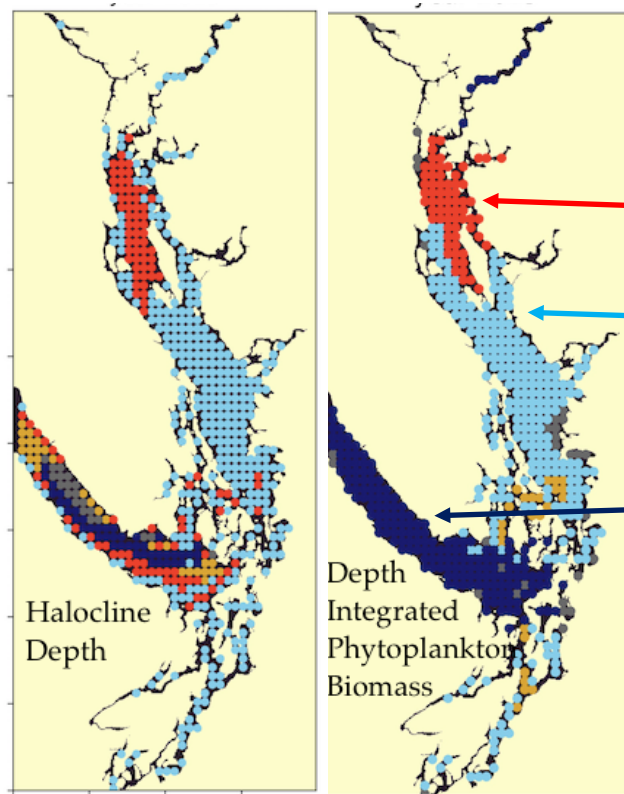 Halocline
Depth
Depth
Integrated
Phytoplankton
Biomass